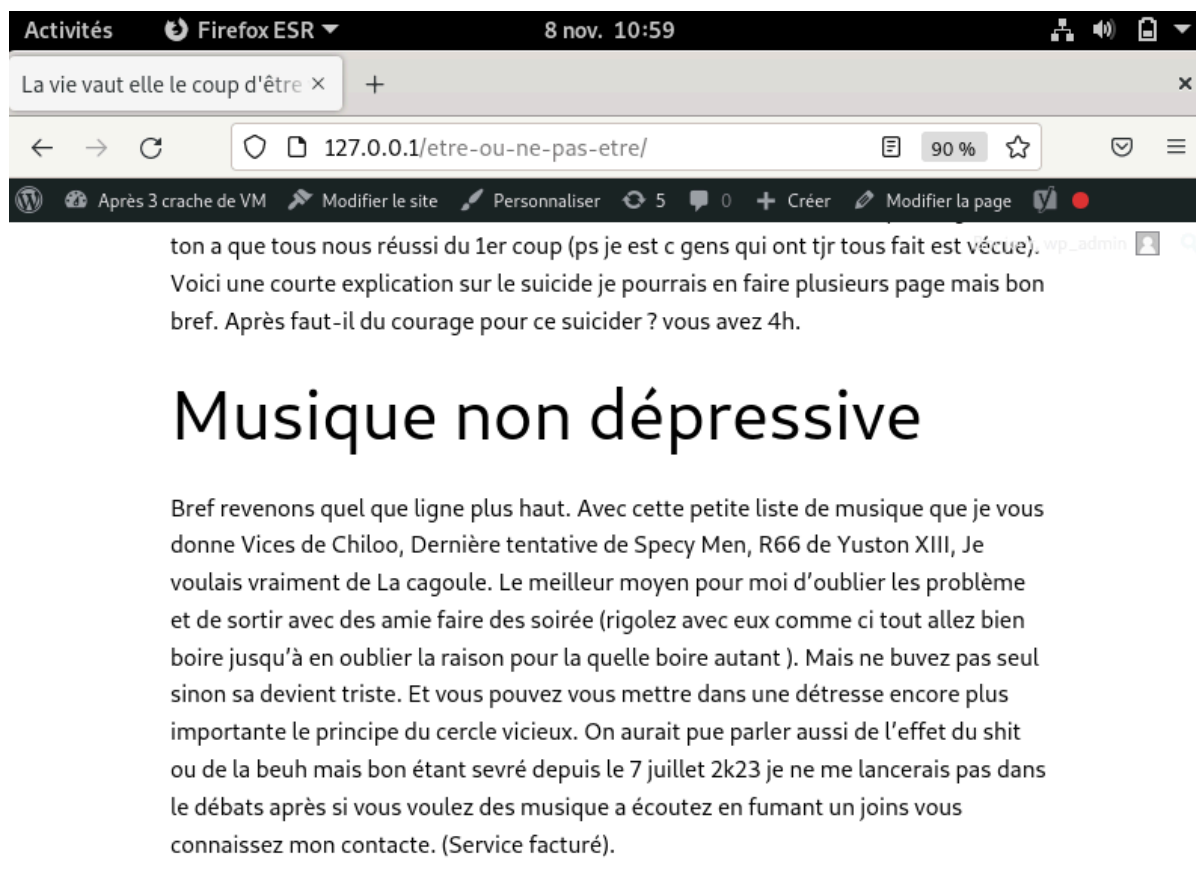 Activités Firefox ESR 8 nov. 10:59
La vie vaut elle le coup d'être
127.0.0.1/etre-ou-ne-pas-etre/ 90 %
Après 3 crache de VM Modifier le site Personnaliser 5 0 Créer Modifier la page
wp_admin
ton a que tous nous réussi du 1er coup (ps je est c gens qui ont tjr tous fait est vécue).
Voici une courte explication sur le suicide je pourrais en faire plusieurs page mais bon
bref. Après faut-il du courage pour ce suicider ? vous avez 4h.
Musique non dépressive
Bref revenons quel que ligne plus haut. Avec cette petite liste de musique que je vous
donne Vices de Chiloo, Dernière tentative de Specy Men, R66 de Yuston XIII, Je
voulais vraiment de La cagoule. Le meilleur moyen pour moi d'oublier les problème
et de sortir avec des amie faire des soirée (rigolez avec eux comme ci tout allez bien
boire jusqu'à en oublier la raison pour la quelle boire autant ). Mais ne buvez pas seul
sinon sa devient triste. Et vous pouvez vous mettre dans une détresse encore plus
importante le principe du cercle vicieux. On aurait pue parler aussi de l'effet du shit
ou de la beuh mais bon étant sevré depuis le 7 juillet 2k23 je ne me lancerais pas dans
le débats après si vous voulez des musique a écoutez en fumant un joins vous
connaissez mon contacte. (Service facturé).